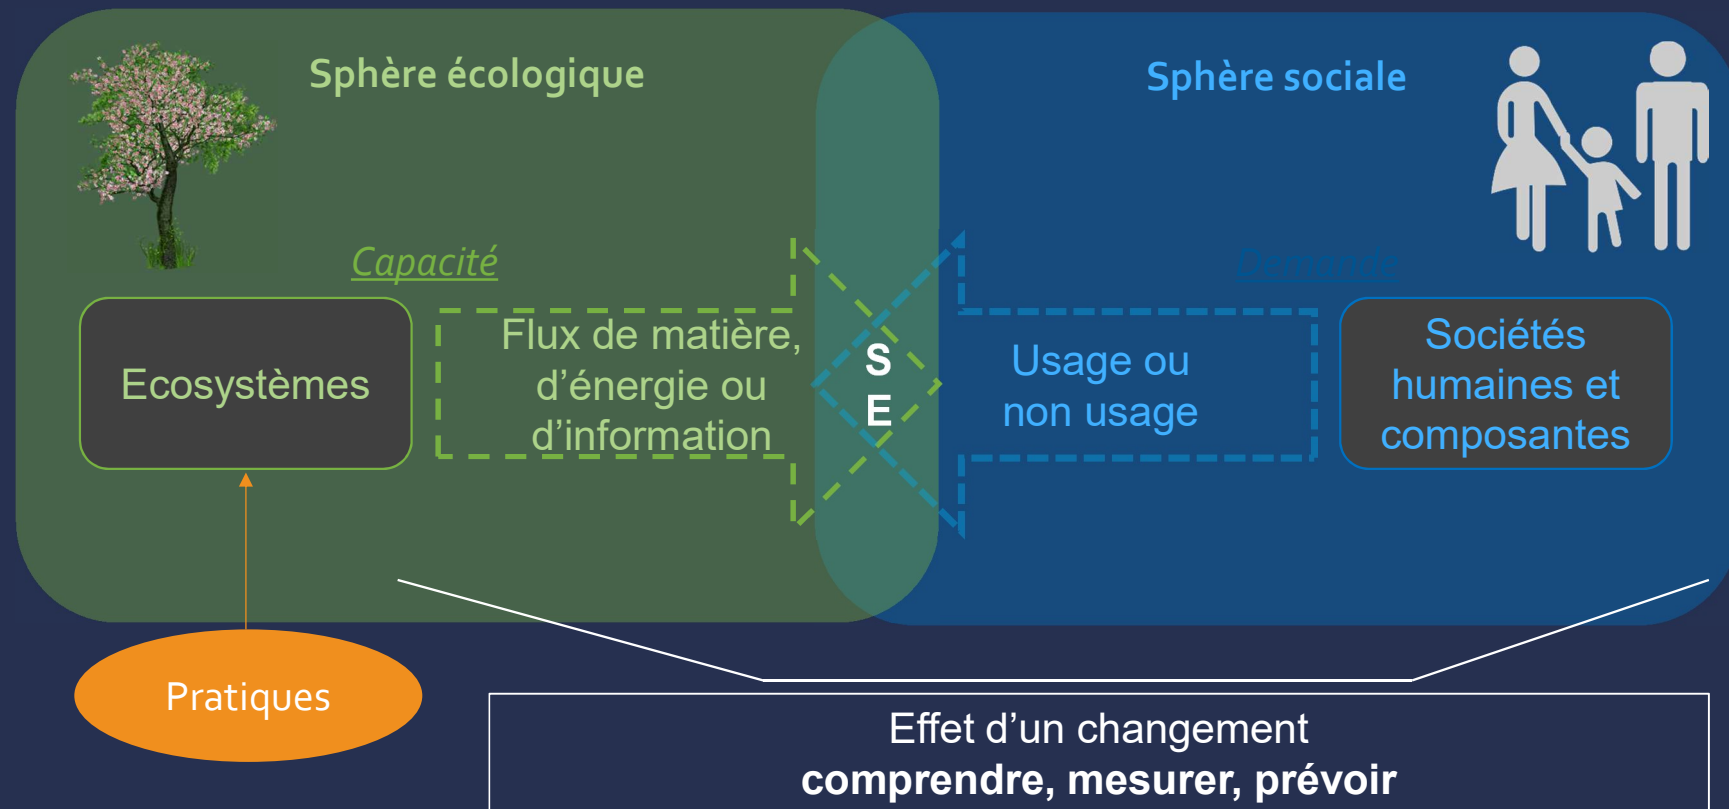 Sphère écologique
Sphère sociale
Capacité
Demande
Ecosystèmes
Flux de matière,
d’énergie ou
d’information
S
E
Usage ou
non usage
Sociétés
humaines et
composantes
Pratiques
Effet d’un changement
comprendre, mesurer, prévoir